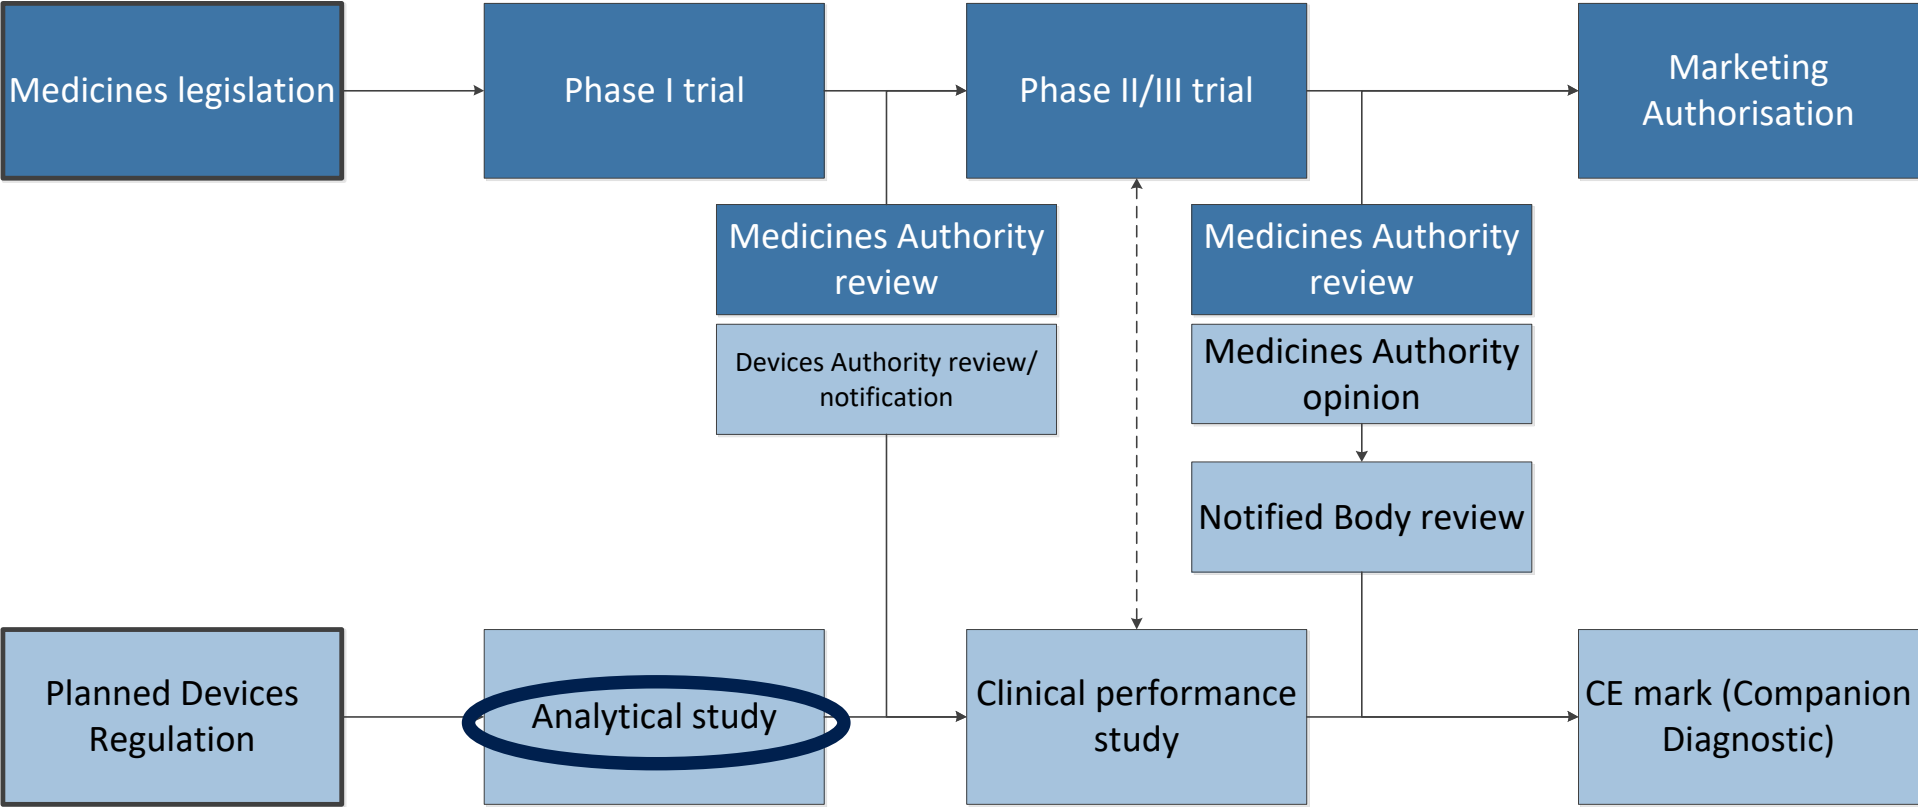 Medicines legislation
Phase I trial
Phase II/III trial
Marketing
Authorisation
Medicines Authority
review
Medicines Authority
review
Devices Authority review/
notification
Medicines Authority
opinion
Notified Body review
Planned Devices
Regulation
Analytical study
Clinical performance
study
CE mark (Companion
Diagnostic)